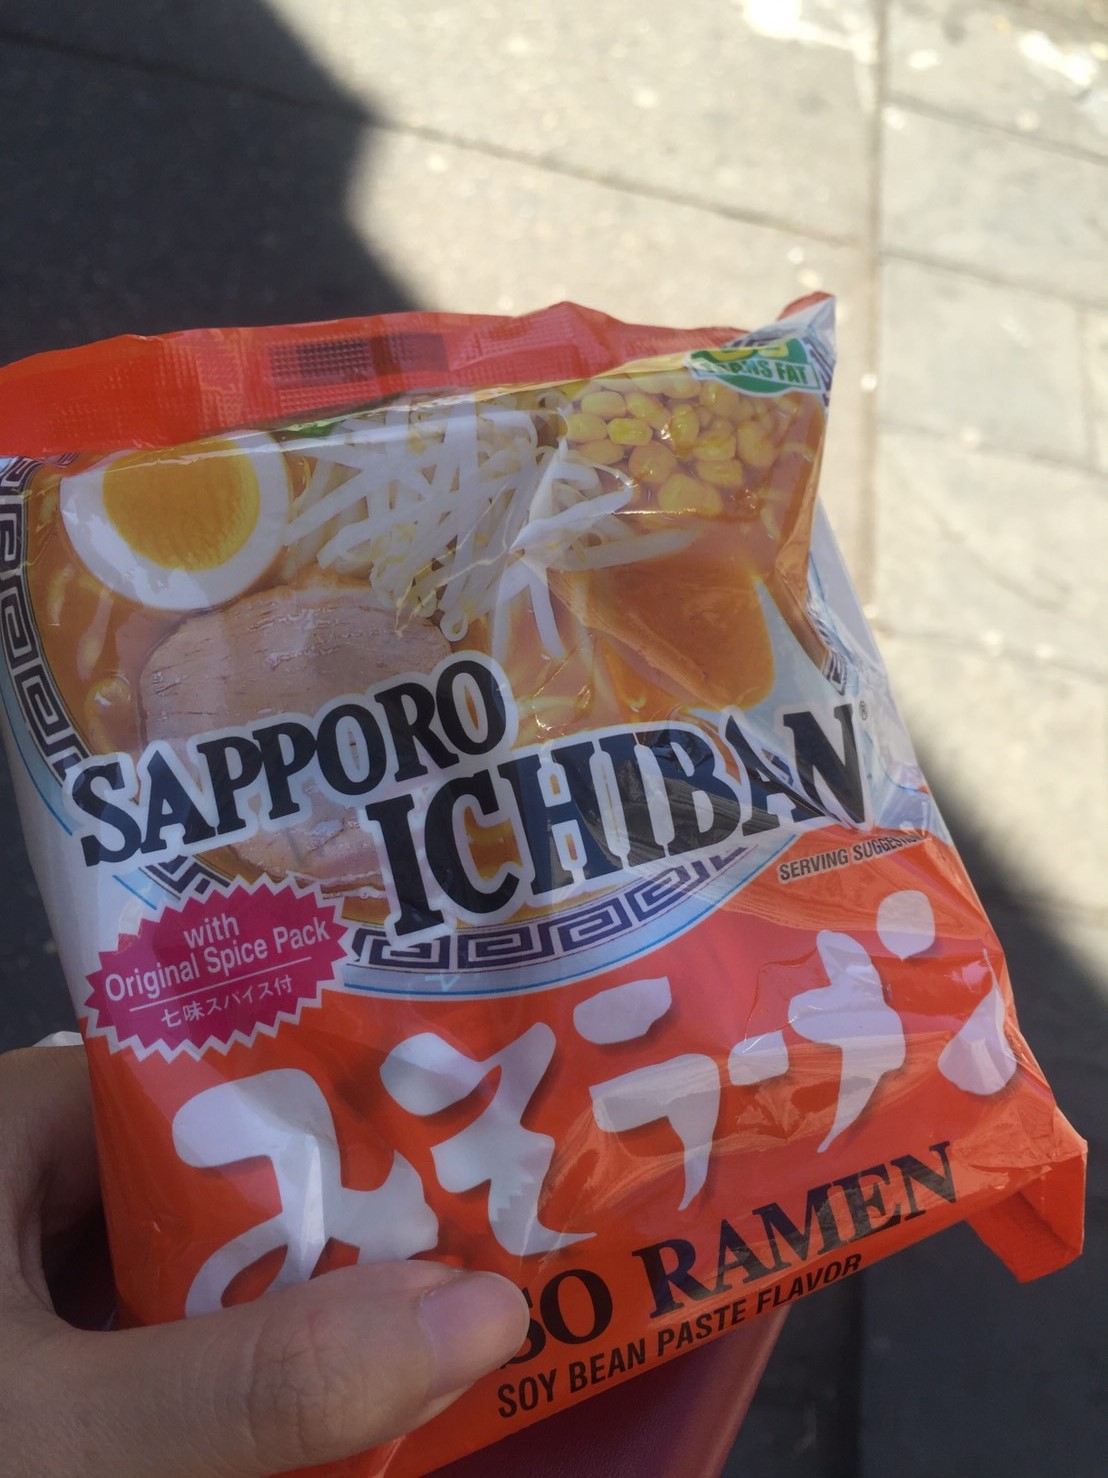 TRANS FAT
SAPPORO
ICHIBAN®
SERVING SUGGESTION
with
Original Spice Pack
七味スパイス付
みそラーメン
SO RAMEN
SOY BEAN PASTE FLAVOR